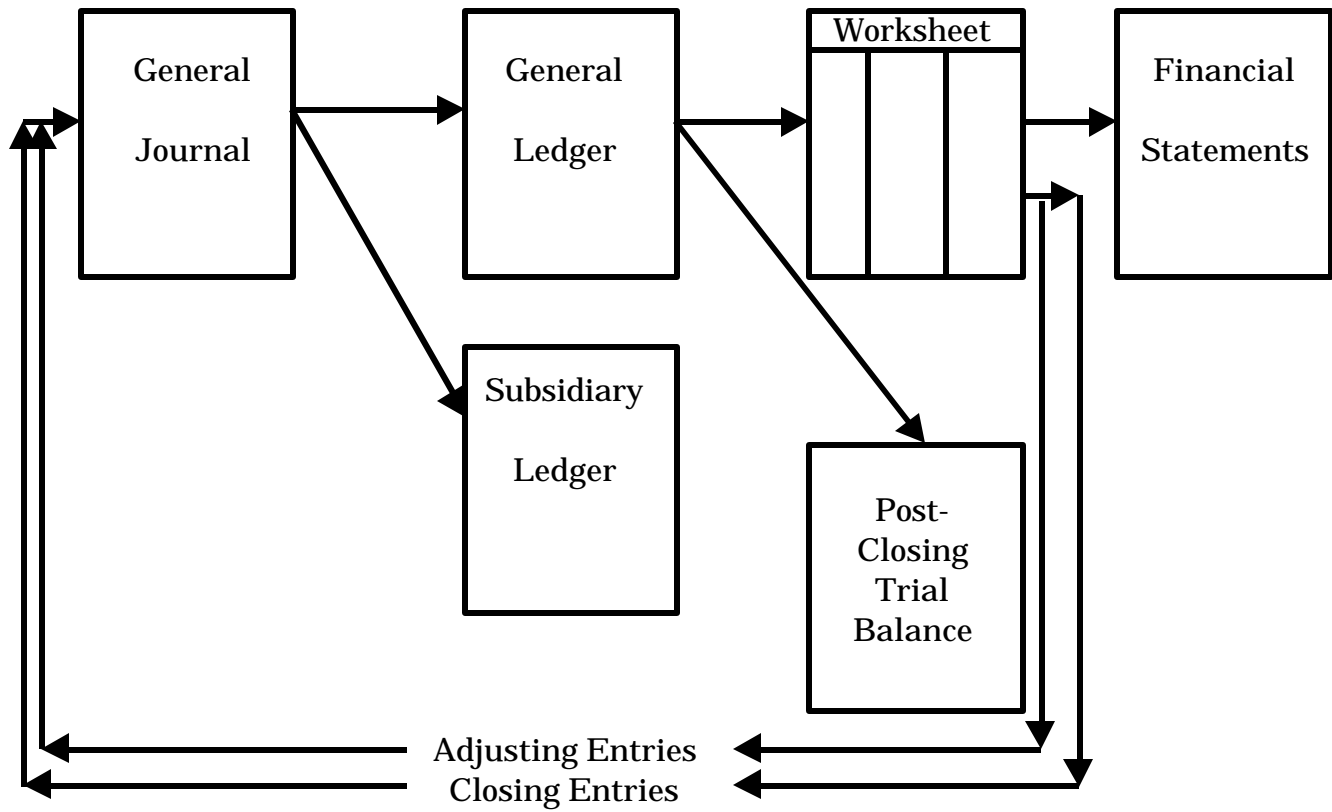 General
Journal
General
Ledger
Worksheet
Financial
Statements
Subsidiary
Ledger
Post-
Closing
Trial
Balance
Adjusting Entries
Closing Entries